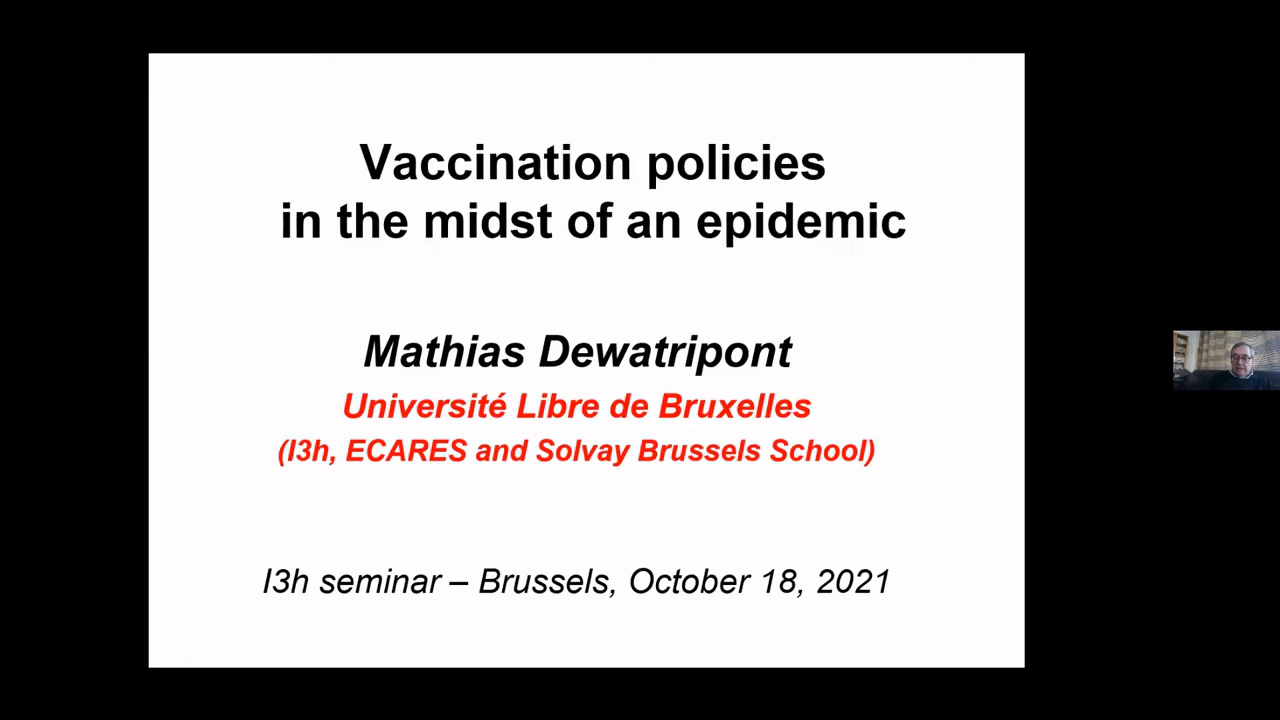 Vaccination policies
in the midst of an epidemic
Mathias Dewatripont
Université Libre de Bruxelles
(I3h, ECARES and Solvay Brussels School)
I3h seminar – Brussels, October 18, 2021